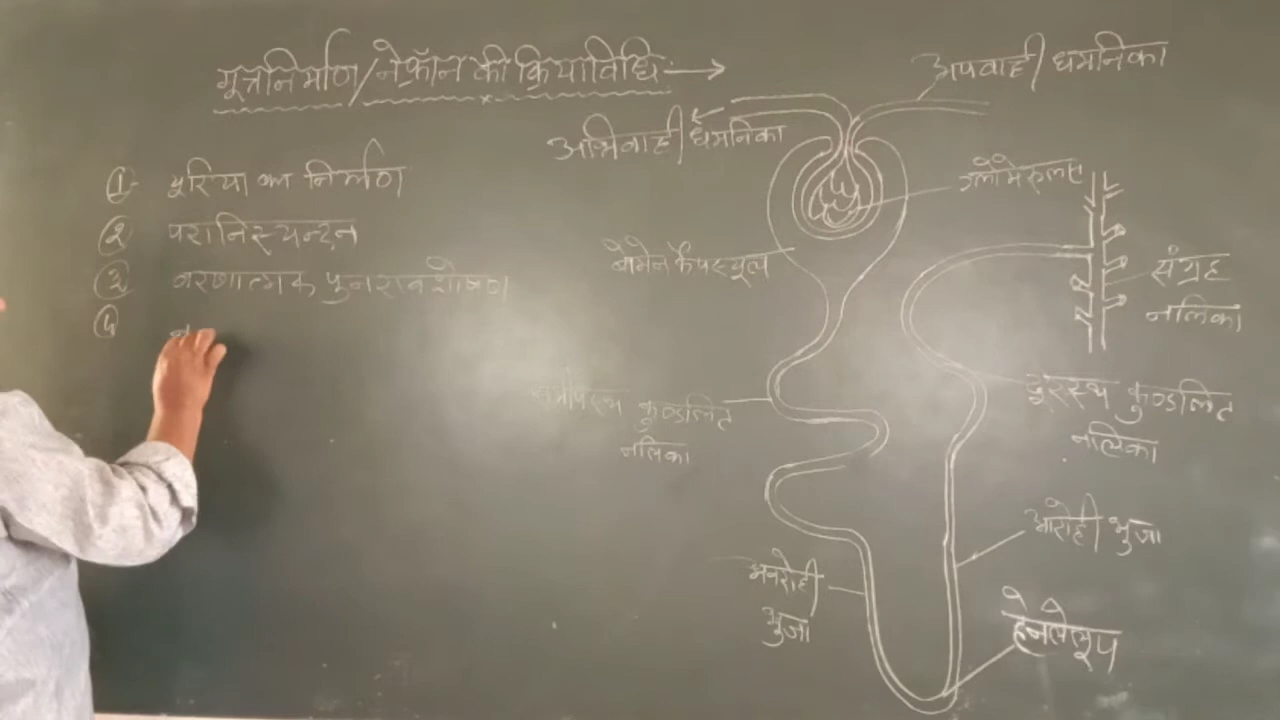 मूत्रनिर्माण/नेफ्रॉन की क्रियाविधि →
① यूरिया का निर्माण
② परानिस्यन्दन
③ वरणात्मक पुनरावशोषण
④
अपवाही धमनिका
अभिवाही धमनिका
ग्लोमेरुलस
बोमेन कैपस्यूल
संग्रह
नलिका
समीपस्थ कुण्डलित
नलिका
दूरस्थ कुण्डलित
नलिका
आरोही भुजा
अवरोही
भुजा
हेनलेलूप